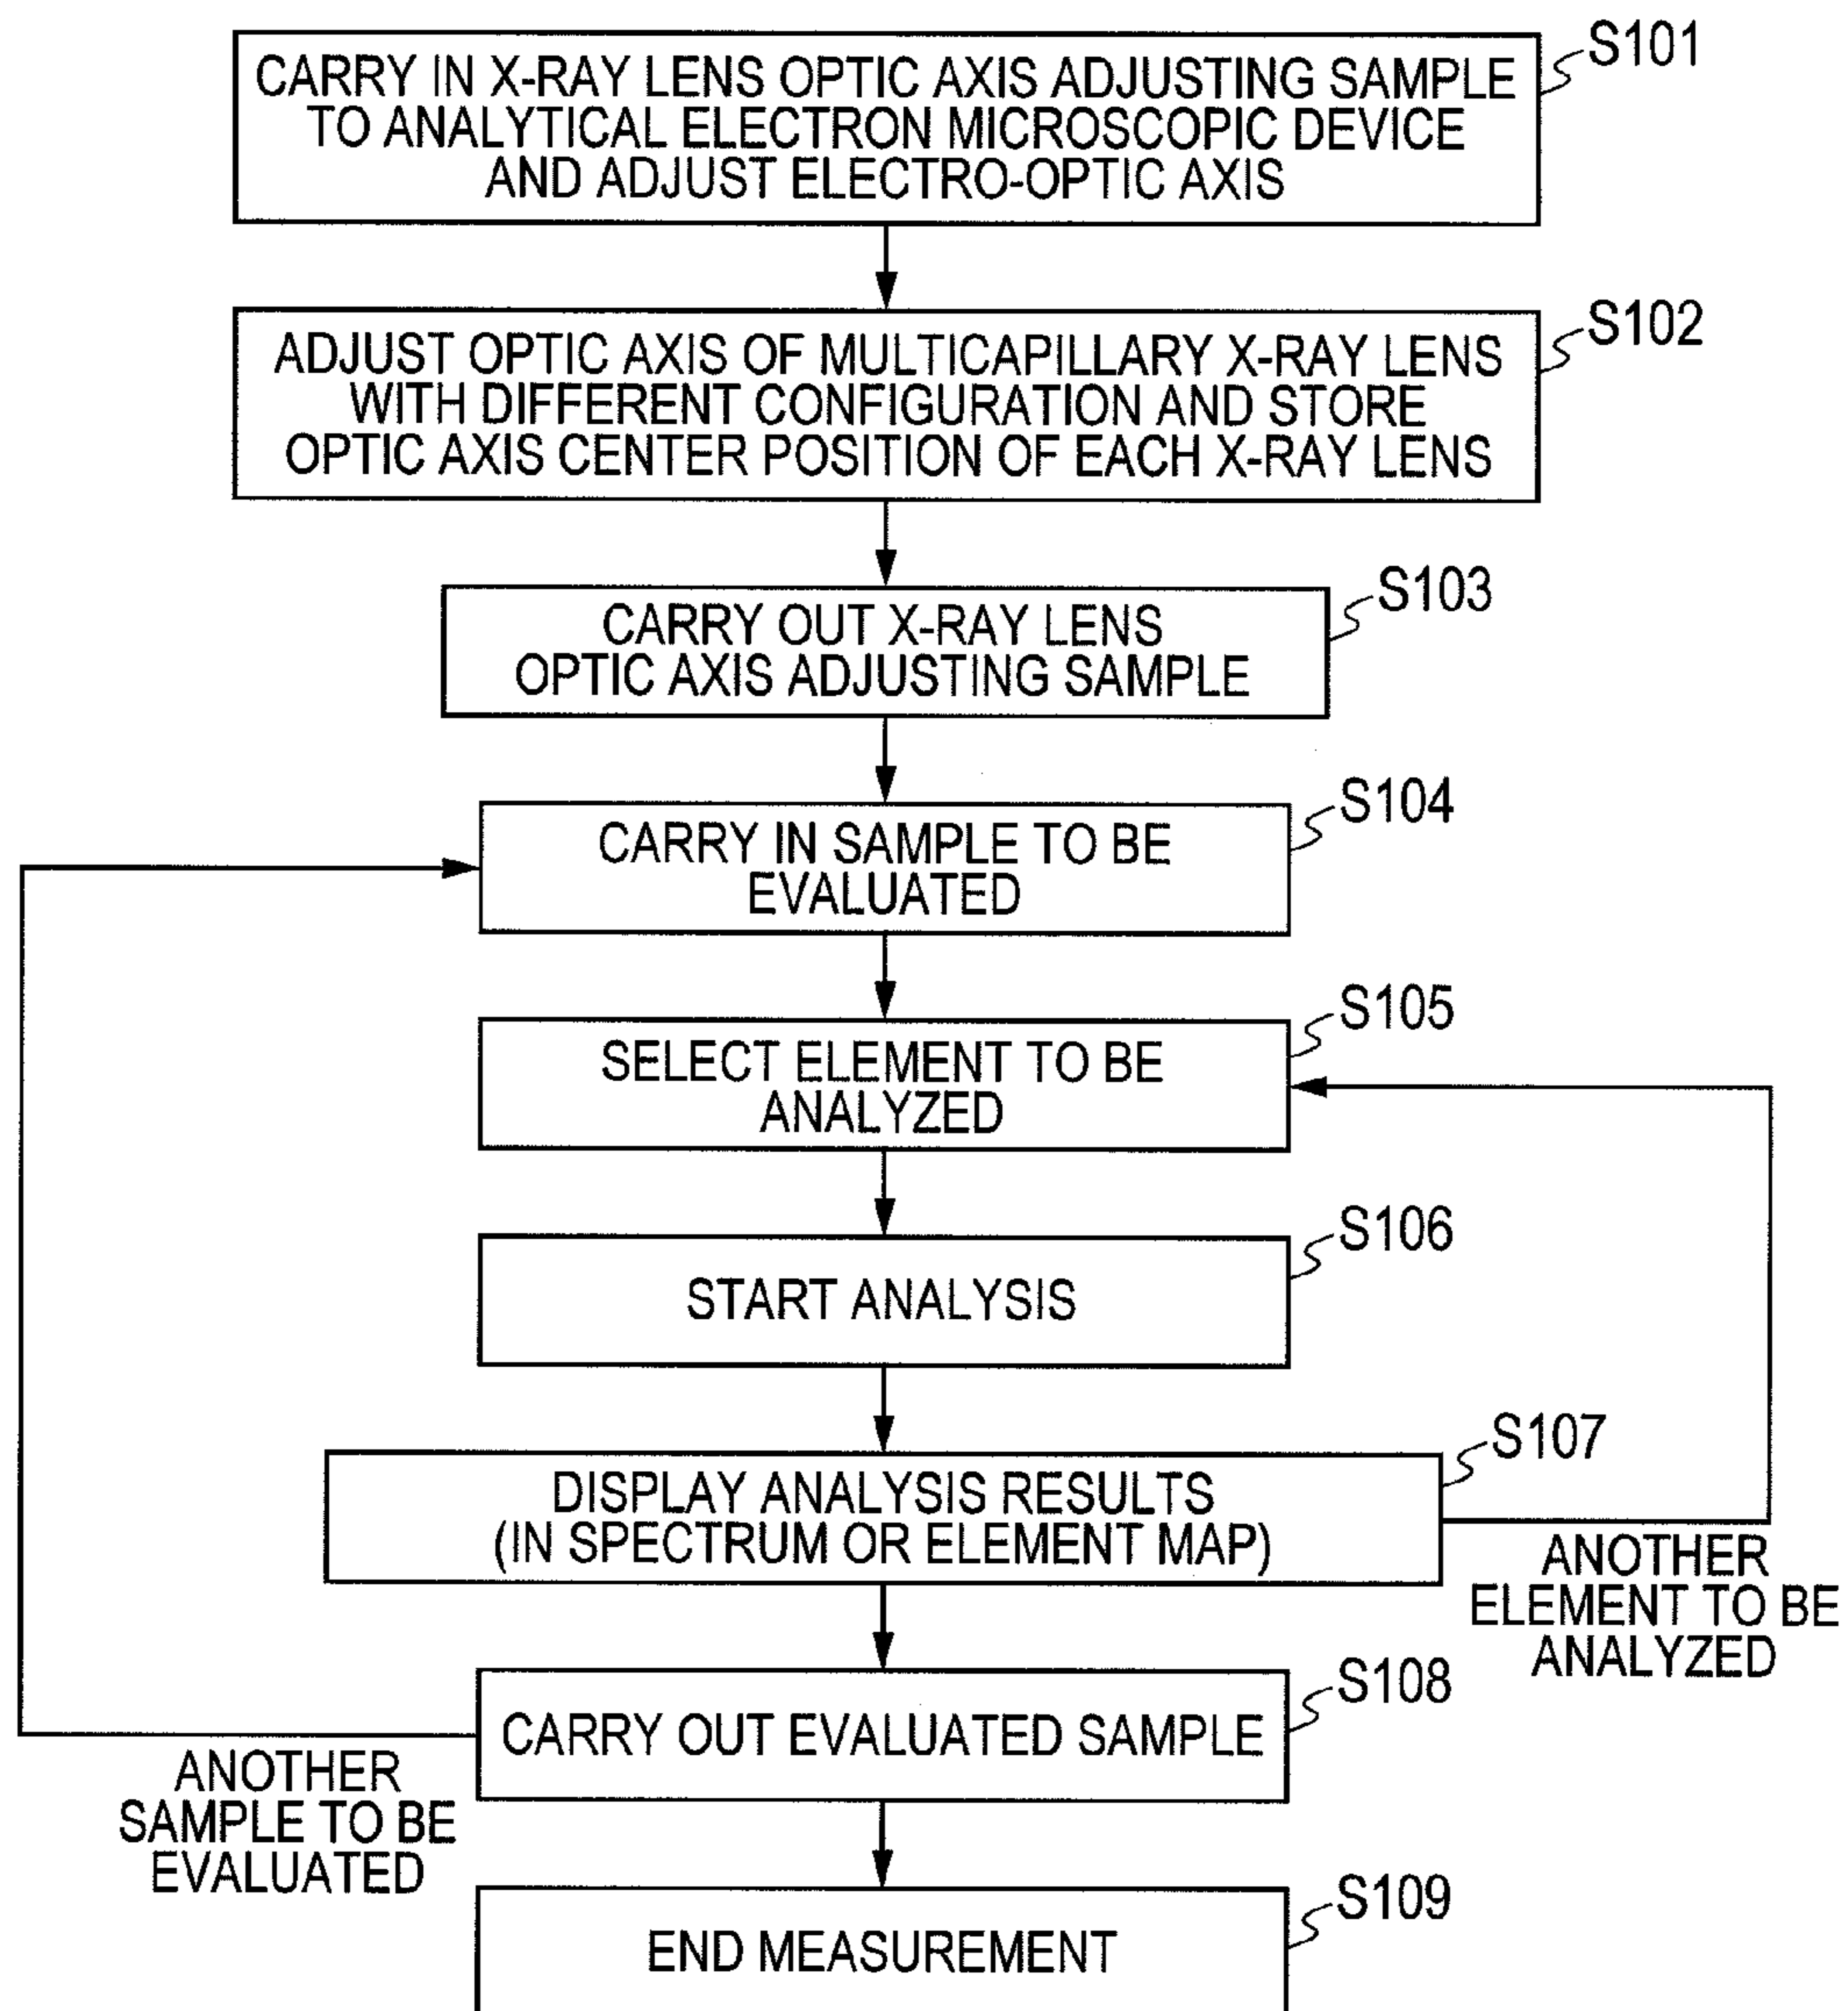 S101
CARRY IN X-RAY LENS OPTIC AXIS ADJUSTING SAMPLE
TO ANALYTICAL ELECTRON MICROSCOPIC DEVICE
AND ADJUST ELECTRO-OPTIC AXIS
S102
ADJUST OPTIC AXIS OF MULTICAPILLARY X-RAY LENS
WITH DIFFERENT CONFIGURATION AND STORE
OPTIC AXIS CENTER POSITION OF EACH X-RAY LENS
S103
CARRY OUT X-RAY LENS
OPTIC AXIS ADJUSTING SAMPLE
S104
CARRY IN SAMPLE TO BE
EVALUATED
S105
SELECT ELEMENT TO BE
ANALYZED
S106
START ANALYSIS
S107
DISPLAY ANALYSIS RESULTS
(IN SPECTRUM OR ELEMENT MAP)
ANOTHER
ELEMENT TO BE
ANALYZED
S108
CARRY OUT EVALUATED SAMPLE
ANOTHER
SAMPLE TO BE
EVALUATED
S109
END MEASUREMENT